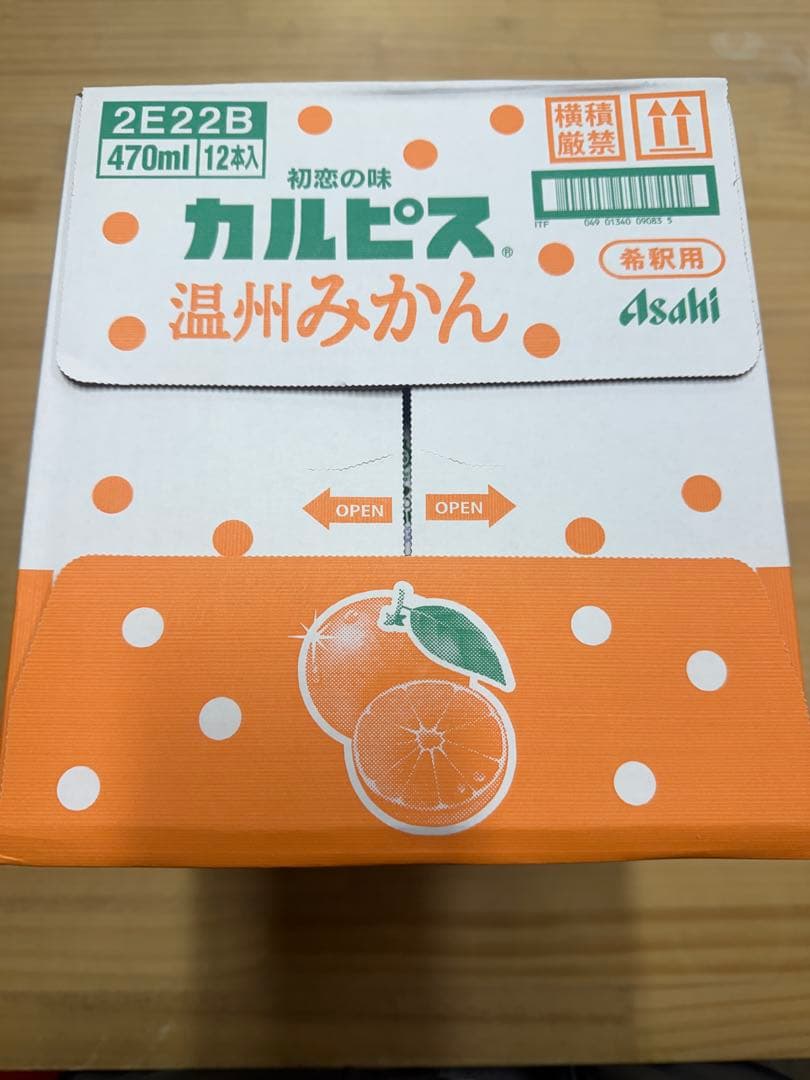 2E22B
470ml 12本入
横積
厳禁
初恋の味
カルピス®
ITF 049 01340 09083 5
希釈用
温州みかん
Asahi
OPEN OPEN